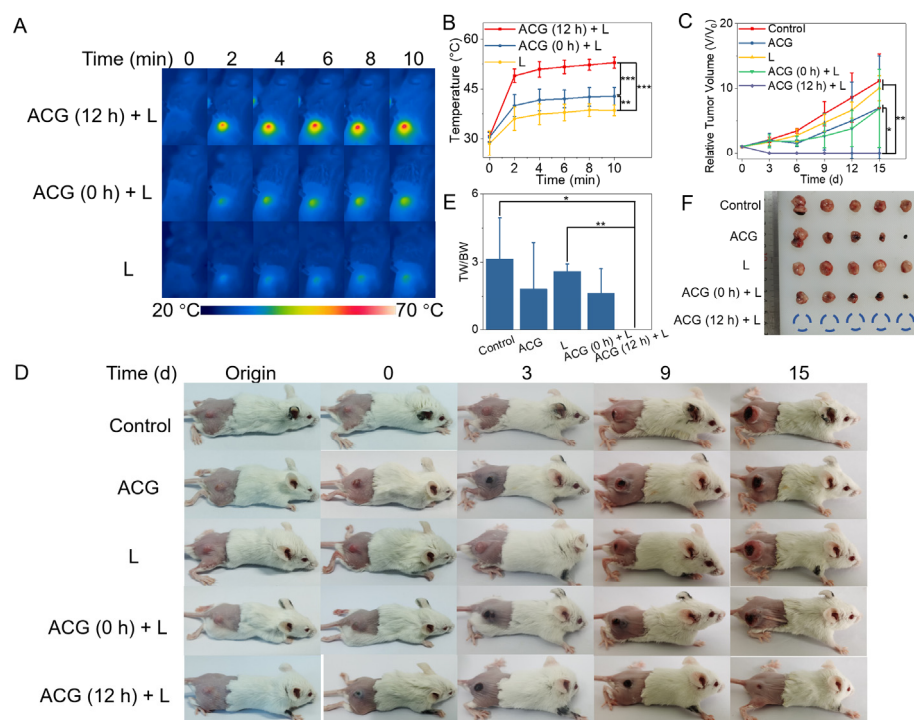 A
Time (min) 0 2 4 6 8 10
ACG (12 h) + L
ACG (0 h) + L
L
20 °C 70 °C
B
Temperature (°C)
60
45
30
0 2 4 6 8 10
Time (min)
ACG (12 h) + L
ACG (0 h) + L
L
***
***
*
**
C
Relative Tumor Volume (V/V0)
20
15
10
5
0
0 3 6 9 12 15
Time (d)
Control
ACG
L
ACG (0 h) + L
ACG (12 h) + L
**
*
E
TW/BW
6
3
0
*
**
Control
ACG
L
ACG (0 h) + L
ACG (12 h) + L
F
Control
ACG
L
ACG (0 h) + L
ACG (12 h) + L
D
Time (d) Origin 0 3 9 15
Control
ACG
L
ACG (0 h) + L
ACG (12 h) + L